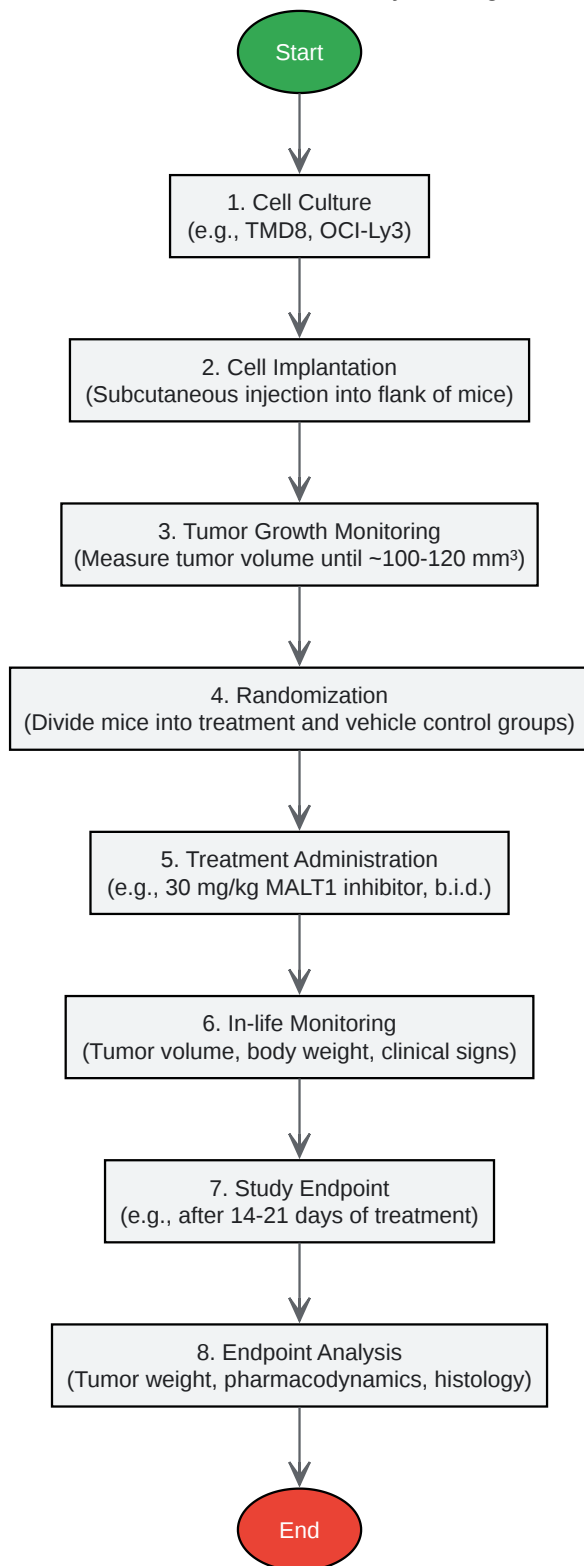 Start
1. Cell Culture
(e.g., TMD8, OCI-Ly3)
2. Cell Implantation
(Subcutaneous injection into flank of mice)
3. Tumor Growth Monitoring
(Measure tumor volume until ~100-120 mm³)
4. Randomization
(Divide mice into treatment and vehicle control groups)
5. Treatment Administration
(e.g., 30 mg/kg MALT1 inhibitor, b.i.d.)
6. In-life Monitoring
(Tumor volume, body weight, clinical signs)
7. Study Endpoint
(e.g., after 14-21 days of treatment)
8. Endpoint Analysis
(Tumor weight, pharmacodynamics, histology)
End